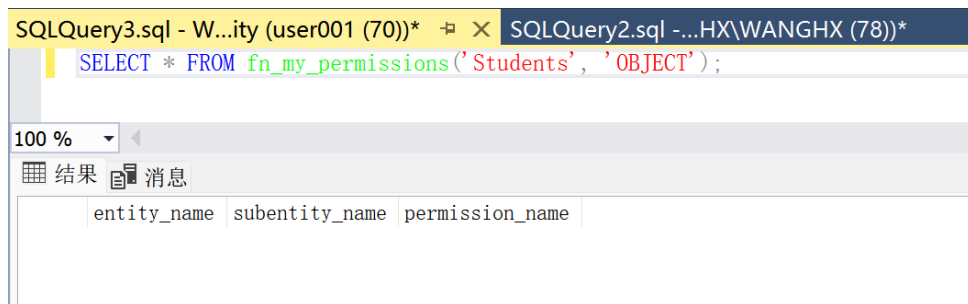 SQLQuery3.sql - W...ity (user001 (70))* SQLQuery2.sql -...HX\WANGHX (78))*
SELECT * FROM fn_my_permissions('Students', 'OBJECT');
100 %
结果 消息
entity_name subentity_name permission_name